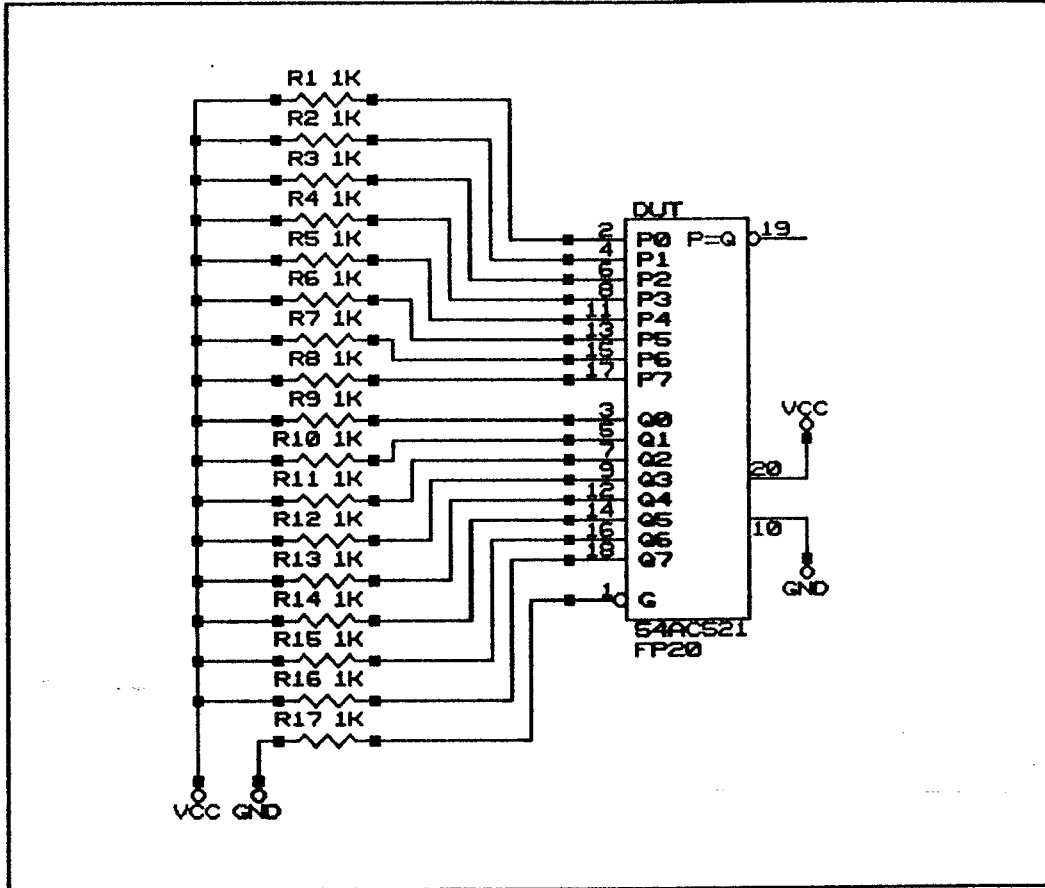 R1 1K
R2 1K
R3 1K
R4 1K
R5 1K
R6 1K
R7 1K
R8 1K
R9 1K
R10 1K
R11 1K
R12 1K
R13 1K
R14 1K
R15 1K
R16 1K
R17 1K
VCC GND
DUT
2 P0 P=Q 19
4 P1
6 P2
8 P3
11 P4
13 P5
15 P6
17 P7
3 Q0
5 Q1
7 Q2
9 Q3
12 Q4
14 Q5
16 Q6
18 Q7
1 G
54AC521
FP20
VCC
20
10
GND